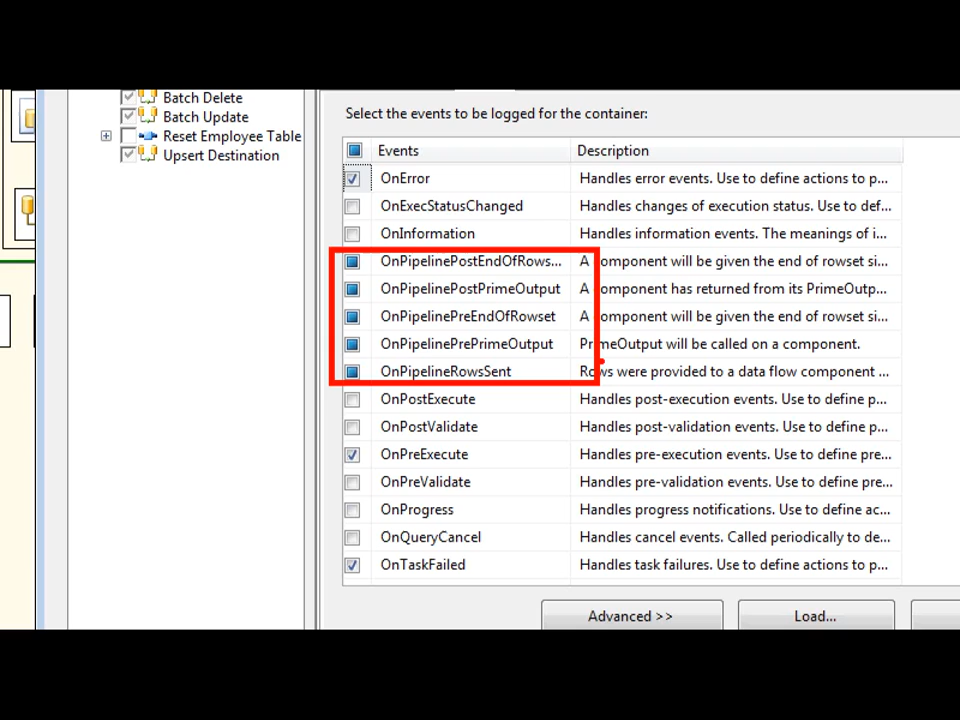 Batch Delete
Batch Update
Reset Employee Table
Upsert Destination
Select the events to be logged for the container:
Events Description
OnError Handles error events. Use to define actions to p...
OnExecStatusChanged Handles changes of execution status. Use to def...
OnInformation Handles information events. The meanings of i...
OnPipelinePostEndOfRows... A component will be given the end of rowset si...
OnPipelinePostPrimeOutput A component has returned from its PrimeOutp...
OnPipelinePreEndOfRowset A component will be given the end of rowset si...
OnPipelinePrePrimeOutput PrimeOutput will be called on a component.
OnPipelineRowsSent Rows were provided to a data flow component ...
OnPostExecute Handles post-execution events. Use to define p...
OnPostValidate Handles post-validation events. Use to define p...
OnPreExecute Handles pre-execution events. Use to define pre...
OnPreValidate Handles pre-validation events. Use to define pre...
OnProgress Handles progress notifications. Use to define ac...
OnQueryCancel Handles cancel events. Called periodically to de...
OnTaskFailed Handles task failures. Use to define actions to p...
Advanced >> Load...